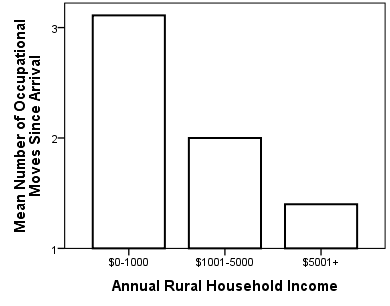 Mean Number of Occupational
Moves Since Arrival
3
2
1
$0-1000
$1001-5000
$5001+
Annual Rural Household Income